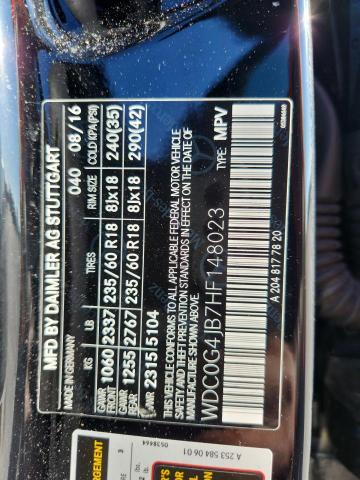 MFD BY DAIMLER AG STUTTGART
MADE IN GERMANY 040 08/16
KG LB TIRES RIM SIZE COLD KPA (PSI)
GAWR FRONT 1060 2337 235/60 R18 8Jx18 240(35)
GAWR REAR 1255 2767 235/60 R18 8Jx18 290(42)
GVWR 2315 5104
THIS VEHICLE CONFORMS TO ALL APPLICABLE FEDERAL MOTOR VEHICLE
SAFETY AND THEFT PREVENTION STANDARDS IN EFFECT ON THE DATE OF
MANUFACTURE SHOWN ABOVE.
WDC0G4JB7HF148023 TYPE: MPV
A 204 817 78 20
A 253 584 06 01
0S38464
3